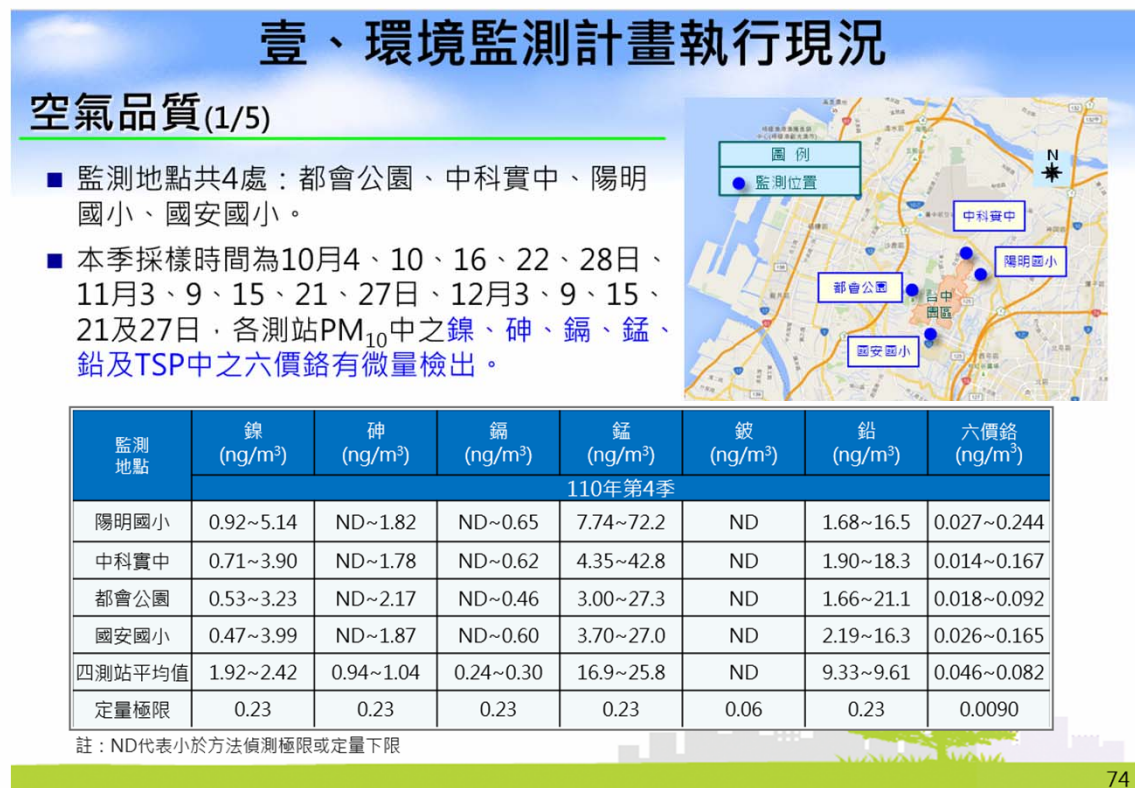 壹、環境監測計畫執行現況
空氣品質(1/5)
■ 監測地點共4處：都會公園、中科實中、陽明
國小、國安國小。
■ 本季採樣時間為10月4、10、16、22、28日、
11月3、9、15、21、27日、12月3、9、15、
21及27日，各測站PM10中之鎳、砷、鎘、錳、
鉛及TSP中之六價鉻有微量檢出。
圖 例
監測位置
N
中科實中
陽明國小
都會公園
台中
園區
國安國小
監測地點 鎳(ng/m³) 砷(ng/m³) 鎘(ng/m³) 錳(ng/m³) 鈹(ng/m³) 鉛(ng/m³) 六價鉻(ng/m³)
110年第4季
陽明國小 0.92~5.14 ND~1.82 ND~0.65 7.74~72.2 ND 1.68~16.5 0.027~0.244
中科實中 0.71~3.90 ND~1.78 ND~0.62 4.35~42.8 ND 1.90~18.3 0.014~0.167
都會公園 0.53~3.23 ND~2.17 ND~0.46 3.00~27.3 ND 1.66~21.1 0.018~0.092
國安國小 0.47~3.99 ND~1.87 ND~0.60 3.70~27.0 ND 2.19~16.3 0.026~0.165
四測站平均值 1.92~2.42 0.94~1.04 0.24~0.30 16.9~25.8 ND 9.33~9.61 0.046~0.082
定量極限 0.23 0.23 0.23 0.23 0.06 0.23 0.0090
註：ND代表小於方法偵測極限或定量下限
74